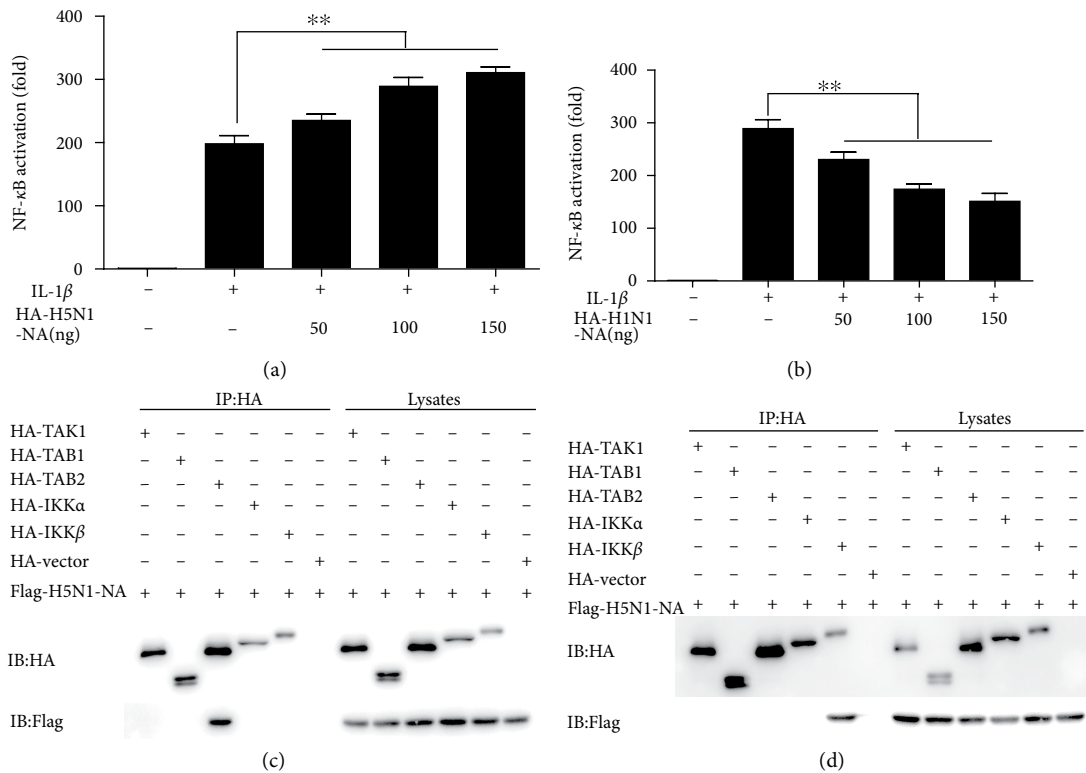 400
300
200
100
0
NF-κB activation (fold)
**
IL-1β – + + + +
HA-H5N1
-NA(ng) – – 50 100 150
(a)
400
300
200
100
0
NF-κB activation (fold)
**
IL-1β – + + + +
HA-H1N1
-NA(ng) – – 50 100 150
(b)
IP:HA Lysates
HA-TAK1 + – – – – – + – – – – –
HA-TAB1 – + – – – – – + – – – –
HA-TAB2 – – + – – – – – + – – –
HA-IKKα – – – + – – – – – + – –
HA-IKKβ – – – – + – – – – – + –
HA-vector – – – – – + – – – – – +
Flag-H5N1-NA + + + + + + + + + + + +
IB:HA
IB:Flag
(c)
IP:HA Lysates
HA-TAK1 + – – – – – + – – – – –
HA-TAB1 – + – – – – – + – – – –
HA-TAB2 – – + – – – – – + – – –
HA-IKKα – – – + – – – – – + – –
HA-IKKβ – – – – + – – – – – + –
HA-vector – – – – – + – – – – – +
Flag-H5N1-NA + + + + + + + + + + + +
IB:HA
IB:Flag
(d)